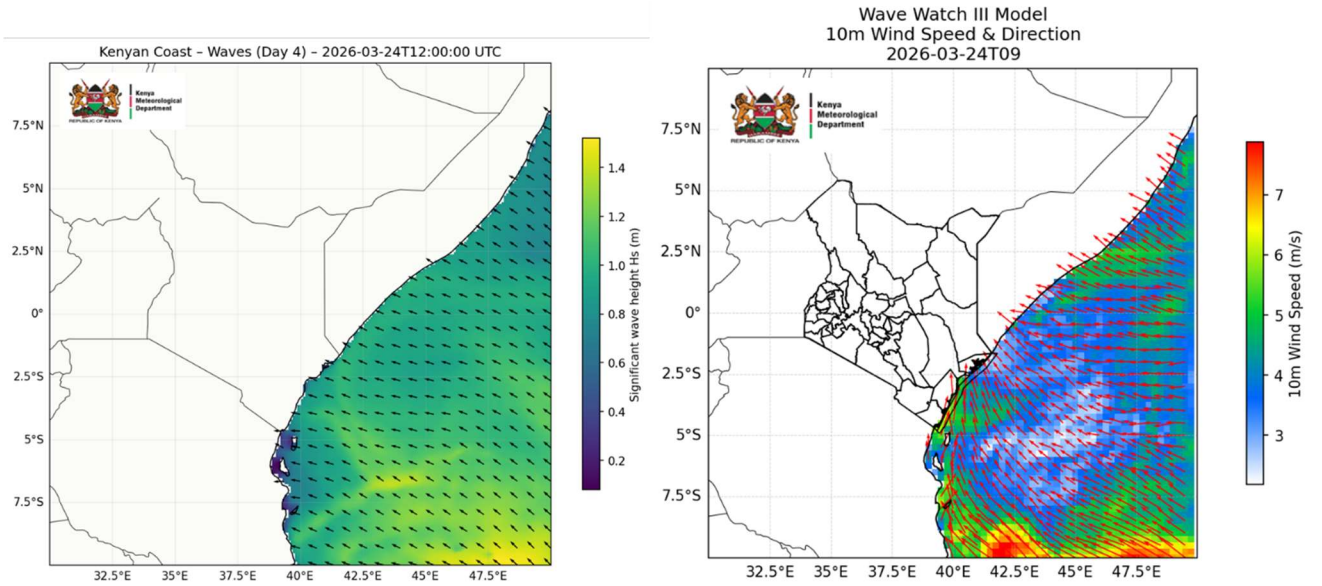 Kenyan Coast – Waves (Day 4) – 2026-03-24T12:00:00 UTC
Kenya
Meteorological
Department
REPUBLIC OF KENYA
7.5°N
5°N
2.5°N
0°
2.5°S
5°S
7.5°S
32.5°E 35°E 37.5°E 40°E 42.5°E 45°E 47.5°E
1.4
1.2
1.0
0.8
0.6
0.4
0.2
Significant wave height Hs (m)
Wave Watch III Model
10m Wind Speed & Direction
2026-03-24T09
Kenya
Meteorological
Department
REPUBLIC OF KENYA
7.5°N
5°N
2.5°N
0°
2.5°S
5°S
7.5°S
32.5°E 35°E 37.5°E 40°E 42.5°E 45°E 47.5°E
7
6
5
4
3
10m Wind Speed (m/s)